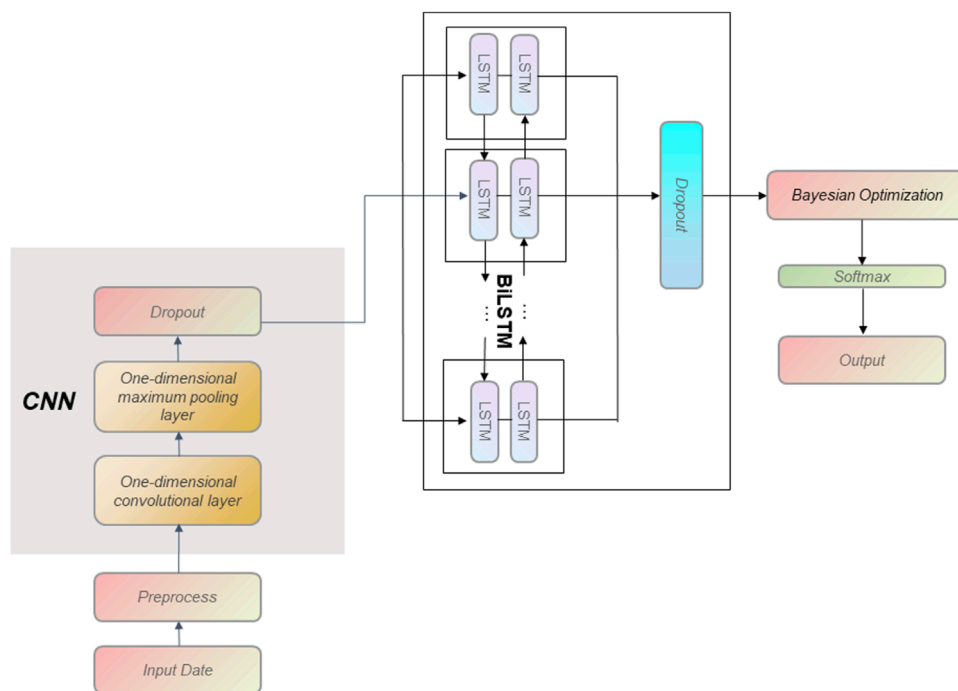 LSTM
LSTM
LSTM
LSTM
BiLSTM
...
...
LSTM
LSTM
Dropout
Bayesian Optimization
Softmax
Output
CNN
Dropout
One-dimensional
maximum pooling
layer
One-dimensional
convolutional layer
Preprocess
Input Date